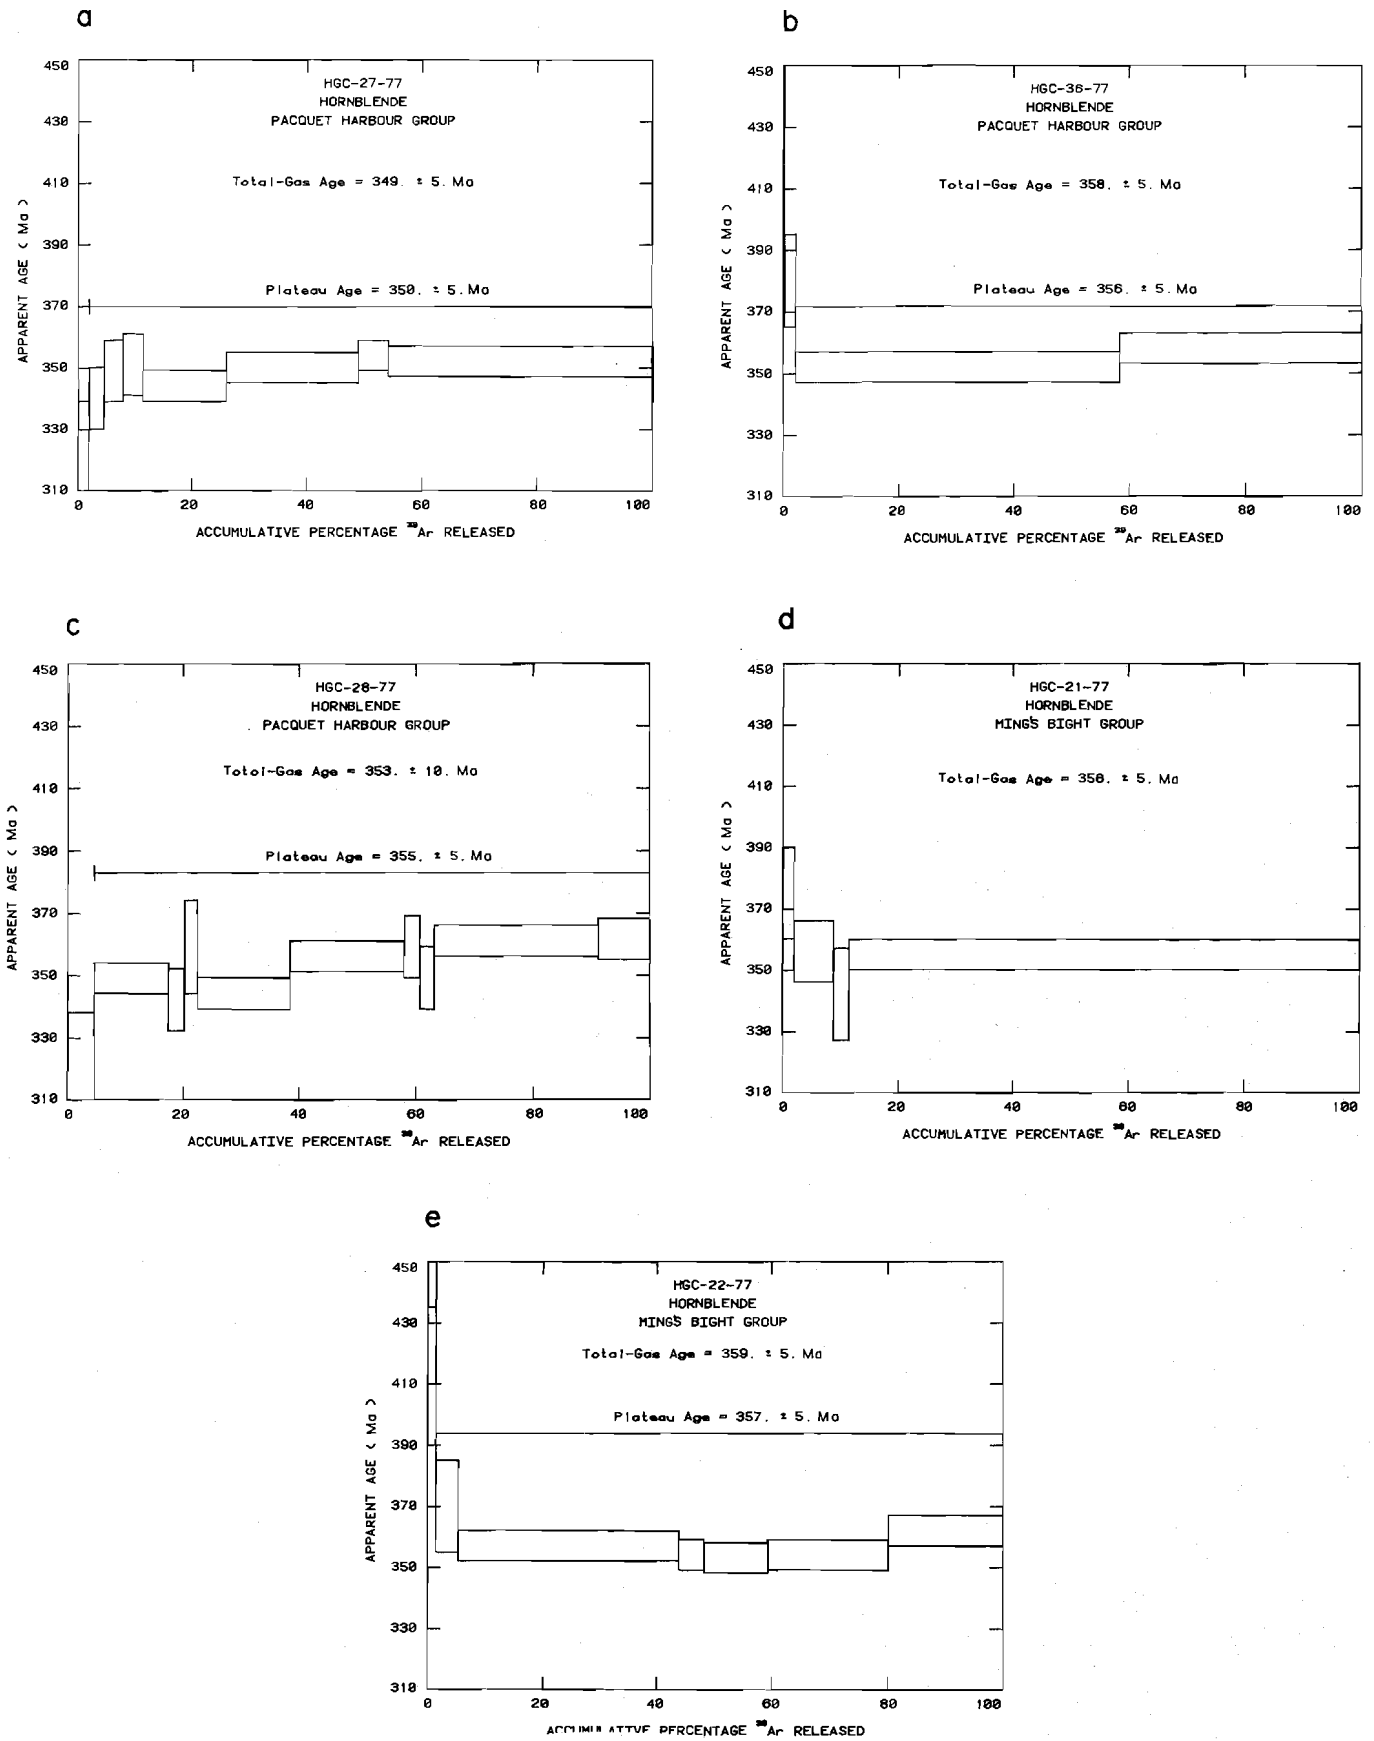 a
HGC-27-77
HORNBLENDE
PACQUET HARBOUR GROUP
Total-Gas Age = 349. ± 5. Ma
Plateau Age = 350. ± 5. Ma
450
430
410
390
370
350
330
310
APPARENT AGE ( Ma )
0 20 40 60 80 100
ACCUMULATIVE PERCENTAGE ³⁹Ar RELEASED
b
HGC-36-77
HORNBLENDE
PACQUET HARBOUR GROUP
Total-Gas Age = 358. ± 5. Ma
Plateau Age = 356. ± 5. Ma
450
430
410
390
370
350
330
310
APPARENT AGE ( Ma )
0 20 40 60 80 100
ACCUMULATIVE PERCENTAGE ³⁹Ar RELEASED
c
HGC-28-77
HORNBLENDE
PACQUET HARBOUR GROUP
Total-Gas Age = 353. ± 10. Ma
Plateau Age = 355. ± 5. Ma
450
430
410
390
370
350
330
310
APPARENT AGE ( Ma )
0 20 40 60 80 100
ACCUMULATIVE PERCENTAGE ³⁹Ar RELEASED
d
HGC-21-77
HORNBLENDE
MING'S BIGHT GROUP
Total-Gas Age = 356. ± 5. Ma
450
430
410
390
370
350
330
310
APPARENT AGE ( Ma )
0 20 40 60 80 100
ACCUMULATIVE PERCENTAGE ³⁹Ar RELEASED
e
HGC-22-77
HORNBLENDE
MING'S BIGHT GROUP
Total-Gas Age = 359. ± 5. Ma
Plateau Age = 357. ± 5. Ma
450
430
410
390
370
350
330
310
APPARENT AGE ( Ma )
0 20 40 60 80 100
ACCUMULATIVE PERCENTAGE ³⁹Ar RELEASED